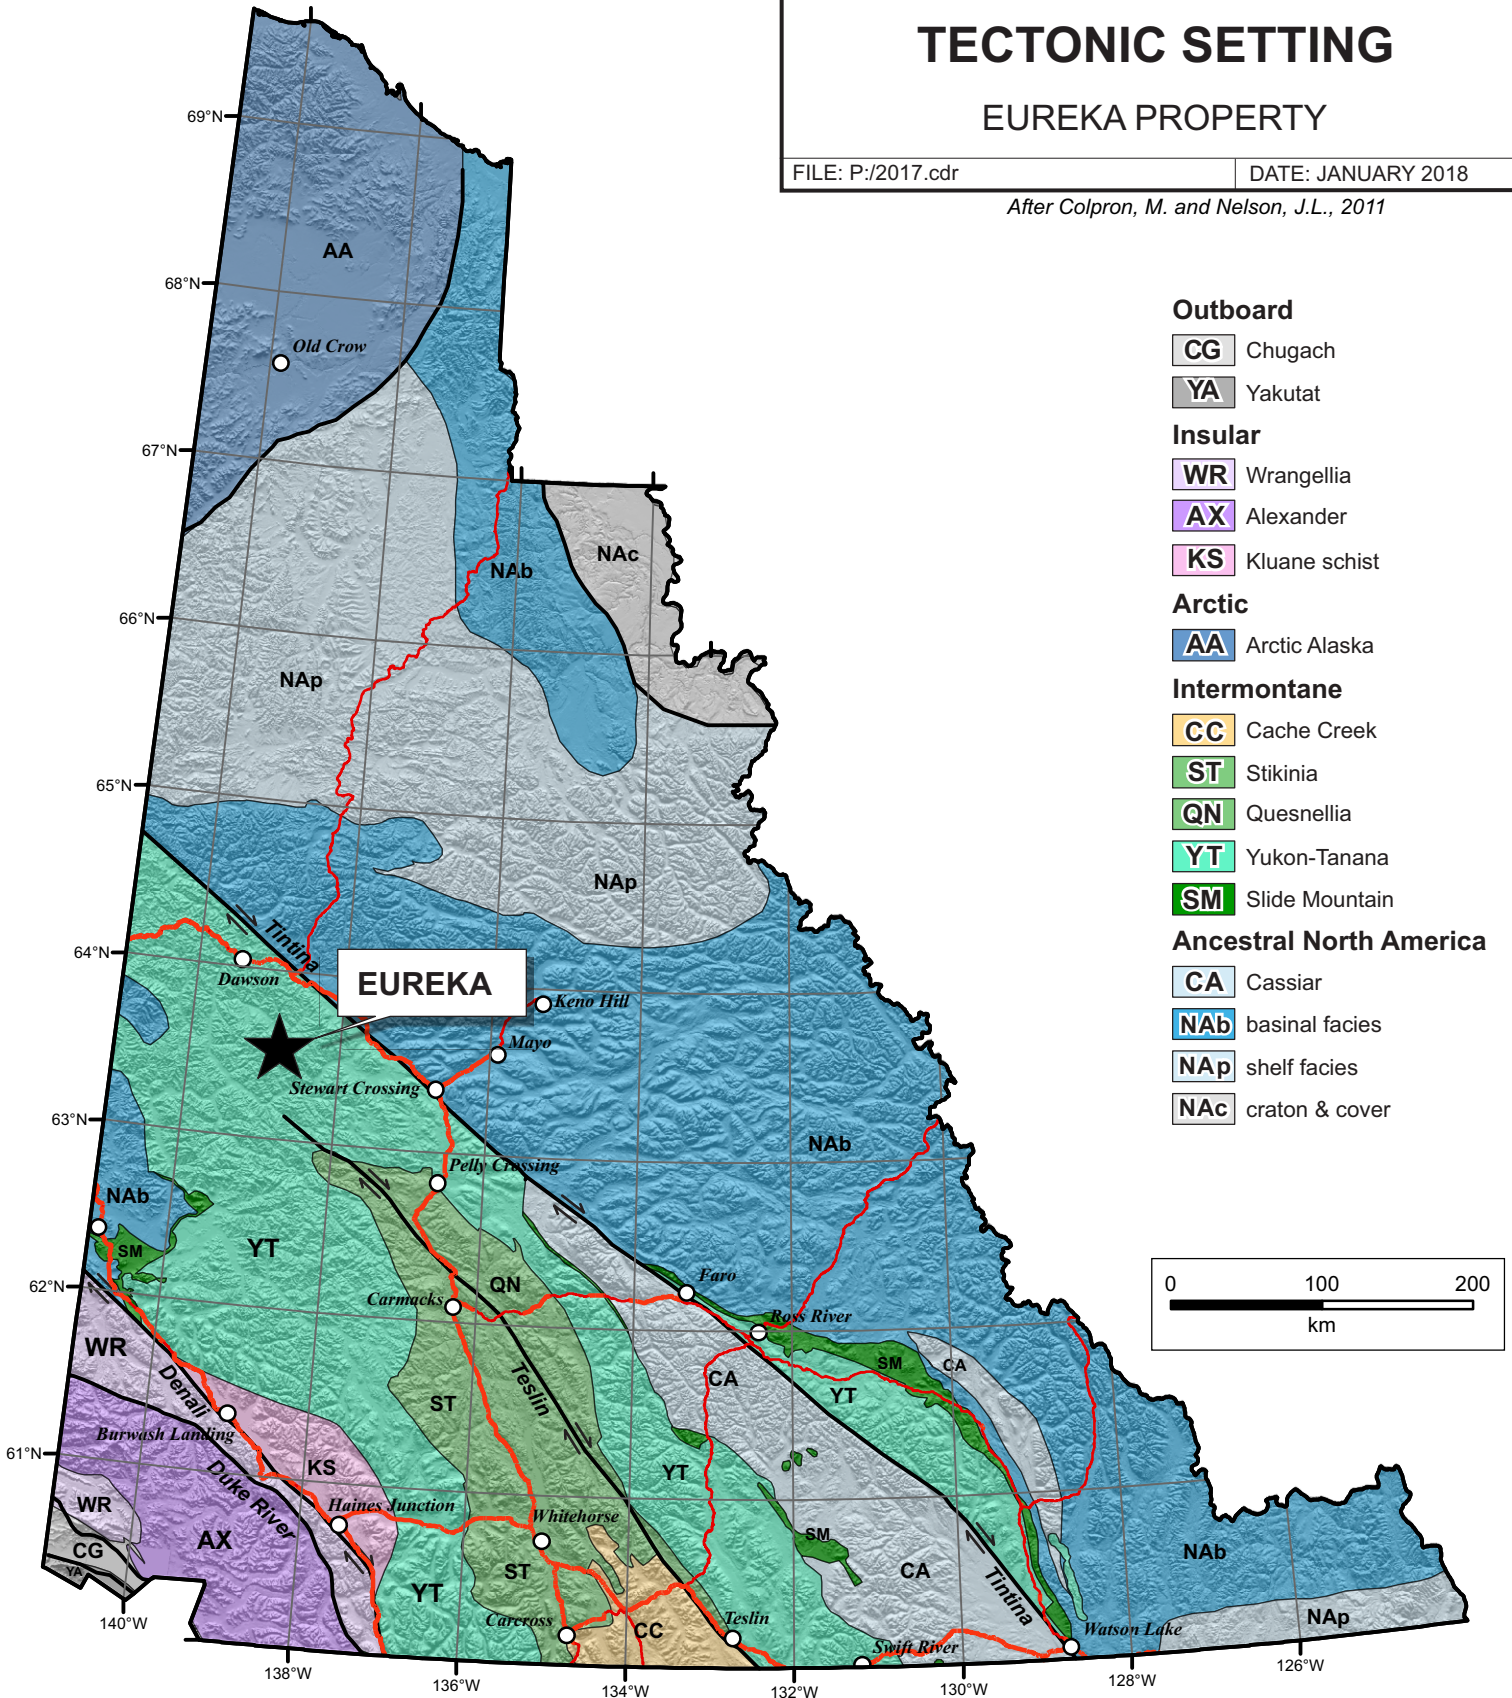 TECTONIC SETTING
EUREKA PROPERTY
FILE: P:/2017.cdr
DATE: JANUARY 2018
After Colpron, M. and Nelson, J.L., 2011
Outboard
CG Chugach
YA Yakutat
Insular
WR Wrangellia
AX Alexander
KS Kluane schist
Arctic
AA Arctic Alaska
Intermontane
CC Cache Creek
ST Stikinia
QN Quesnellia
YT Yukon-Tanana
SM Slide Mountain
Ancestral North America
CA Cassiar
NAb basinal facies
NAp shelf facies
NAc craton & cover
0 100 200
km
69°N
AA
68°N
Old Crow
67°N
NAc
NAb
66°N
NAp
65°N
NAp
64°N
Tintina
Dawson
EUREKA
Keno Hill
Mayo
Stewart Crossing
63°N
NAb
Pelly Crossing
NAb
YT
SM
62°N
QN
Faro
Carmacks
Ross River
WR
SM
CA
CA
YT
Denali
Teslin
ST
Burwash Landing
61°N
KS
YT
Duke River
WR
Haines Junction
Whitehorse
AX
SM
CG
YA
ST
CA
NAb
YT
Tintina
Carcross
CC
Teslin
Swift River
Watson Lake
NAp
140°W
138°W
136°W
134°W
132°W
130°W
128°W
126°W